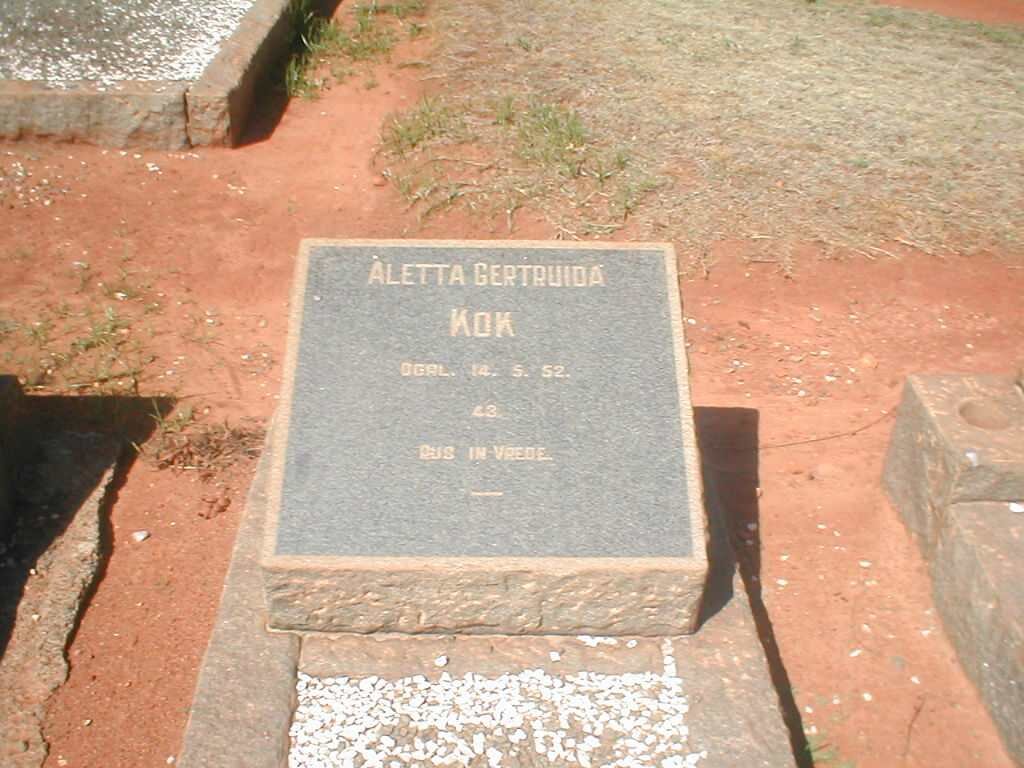 ALETTA GERTRUIDA
KOK
OORL. 14. 5. 52.
43.
RUS IN VREDE.